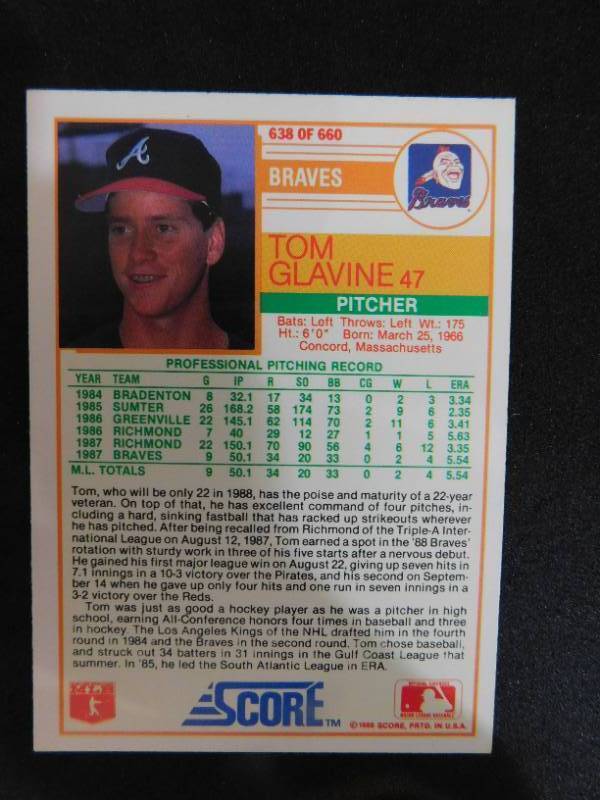 A
638 OF 660
BRAVES
Braves
TOM
GLAVINE 47
PITCHER
Bats: Left Throws: Left Wt.: 175
Ht.: 6'0" Born: March 25, 1966
Concord, Massachusetts
PROFESSIONAL PITCHING RECORD
YEAR TEAM G IP R SO BB CG W L ERA
1984 BRADENTON 8 32.1 17 34 13 0 2 3 3.34
1985 SUMTER 26 168.2 58 174 73 2 9 6 2.35
1986 GREENVILLE 22 145.1 62 114 70 2 11 6 3.41
1986 RICHMOND 7 40 29 12 27 1 1 5 5.63
1987 RICHMOND 22 150.1 70 90 56 4 6 12 3.35
1987 BRAVES 9 50.1 34 20 33 0 2 4 5.54
M.L. TOTALS 9 50.1 34 20 33 0 2 4 5.54
Tom, who will be only 22 in 1988, has the poise and maturity of a 22-year
veteran. On top of that, he has excellent command of four pitches, in-
cluding a hard, sinking fastball that has racked up strikeouts wherever
he has pitched. After being recalled from Richmond of the Triple-A Inter-
national League on August 12, 1987, Tom earned a spot in the '88 Braves'
rotation with sturdy work in three of his five starts after a nervous debut.
He gained his first major league win on August 22, giving up seven hits in
7.1 innings in a 10-3 victory over the Pirates, and his second on Septem-
ber 14 when he gave up only four hits and one run in seven innings in a
3-2 victory over the Reds.
Tom was just as good a hockey player as he was a pitcher in high
school, earning All-Conference honors four times in baseball and three
in hockey. The Los Angeles Kings of the NHL drafted him in the fourth
round in 1984 and the Braves in the second round. Tom chose baseball,
and struck out 34 batters in 31 innings in the Gulf Coast League that
summer. In '85, he led the South Atlantic League in ERA.
SCORE™
MAJOR LEAGUE BASEBALL
©1988 SCORE, PRTD. IN U.S.A.